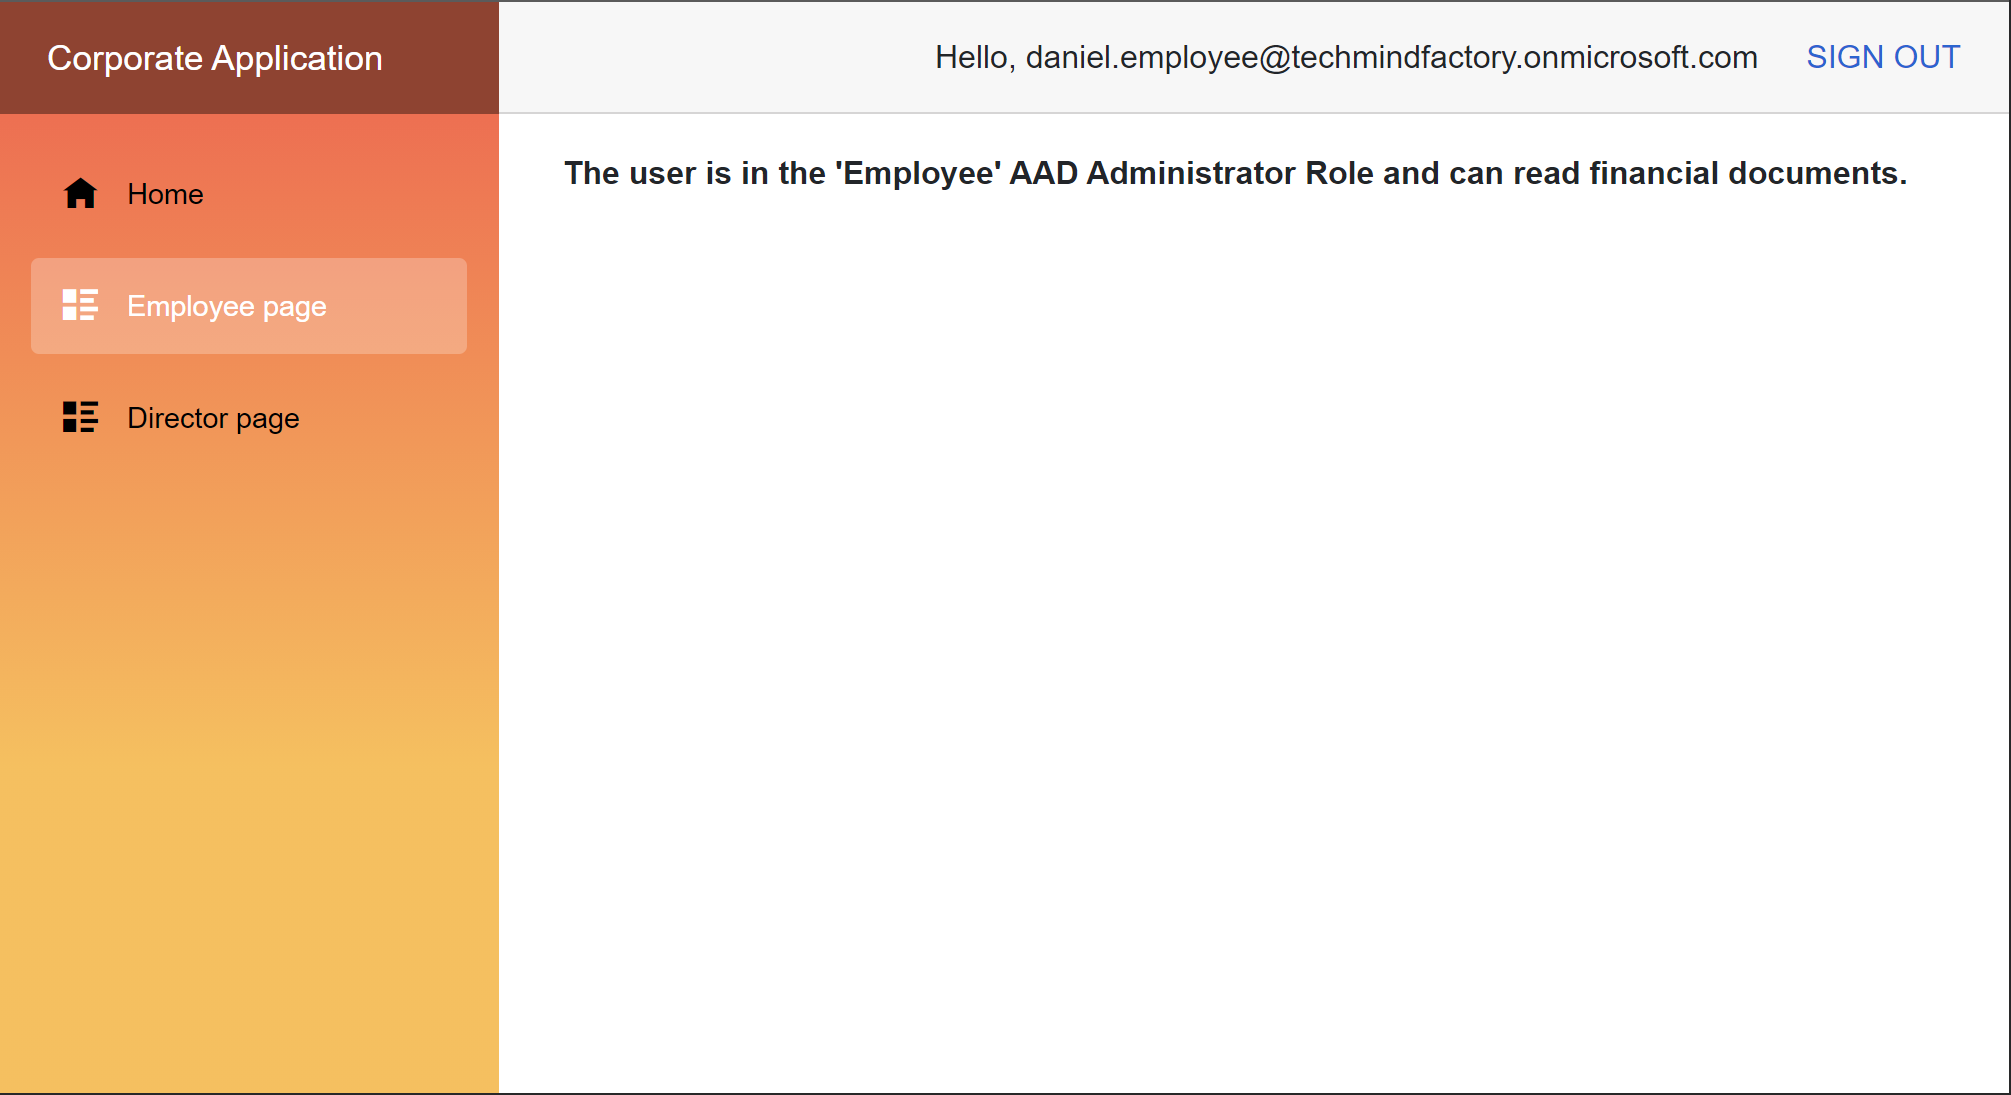 Corporate Application
Hello, daniel.employee@techmindfactory.onmicrosoft.com SIGN OUT
Home
Employee page
Director page
The user is in the 'Employee' AAD Administrator Role and can read financial documents.